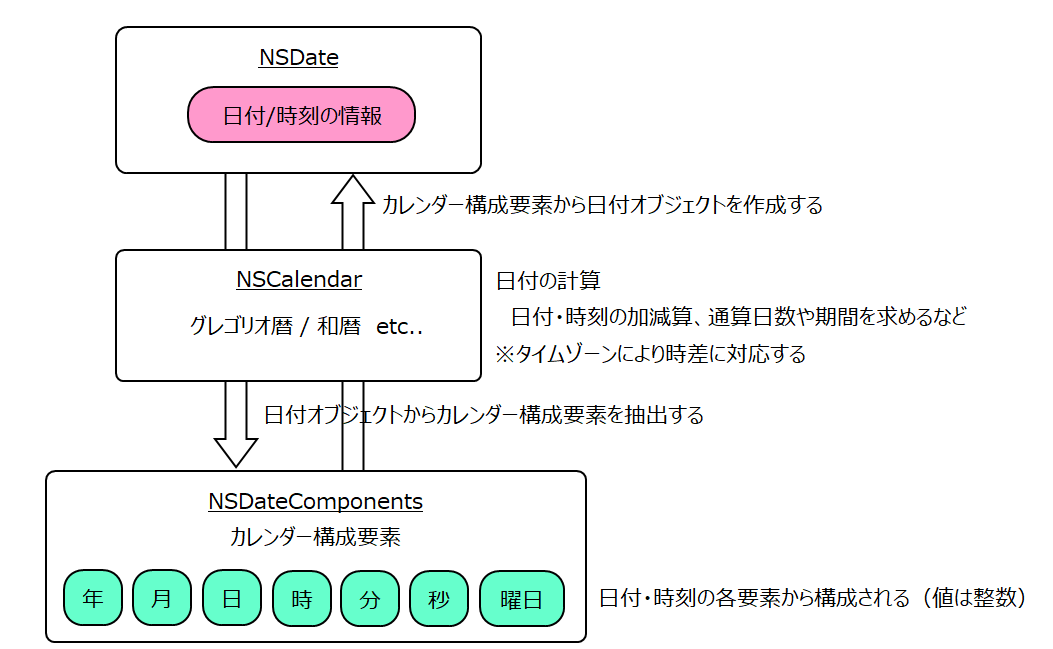 NSDate
日付/時刻の情報
カレンダー構成要素から日付オブジェクトを作成する
NSCalendar
グレゴリオ暦 / 和暦 etc..
日付の計算
日付・時刻の加減算、通算日数や期間を求めるなど
※タイムゾーンにより時差に対応する
日付オブジェクトからカレンダー構成要素を抽出する
NSDateComponents
カレンダー構成要素
年 月 日 時 分 秒 曜日
日付・時刻の各要素から構成される（値は整数）